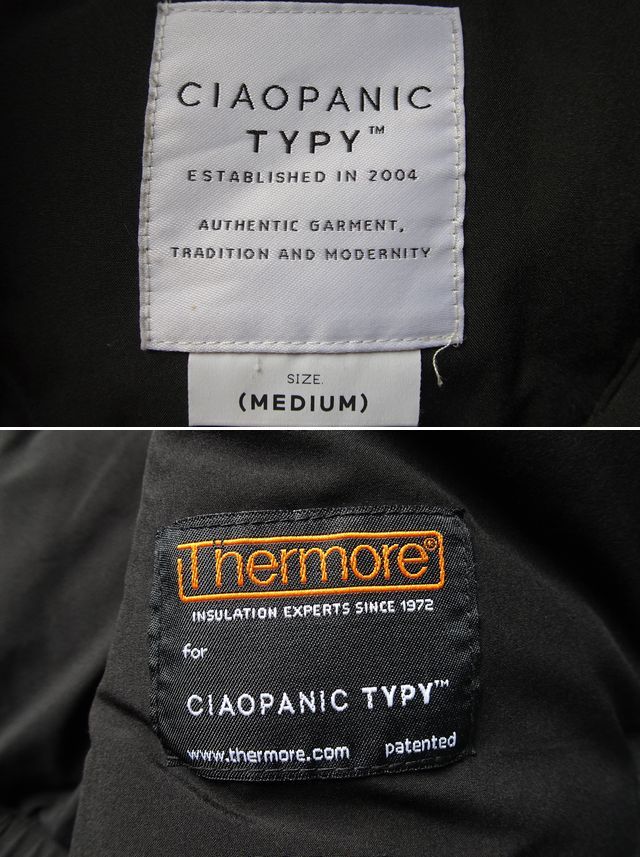 CIAOPANIC
TYPY™
ESTABLISHED IN 2004
AUTHENTIC GARMENT,
TRADITION AND MODERNITY
SIZE.
(MEDIUM)
Thermore®
INSULATION EXPERTS SINCE 1972
for
CIAOPANIC TYPY™
www.thermore.com patented